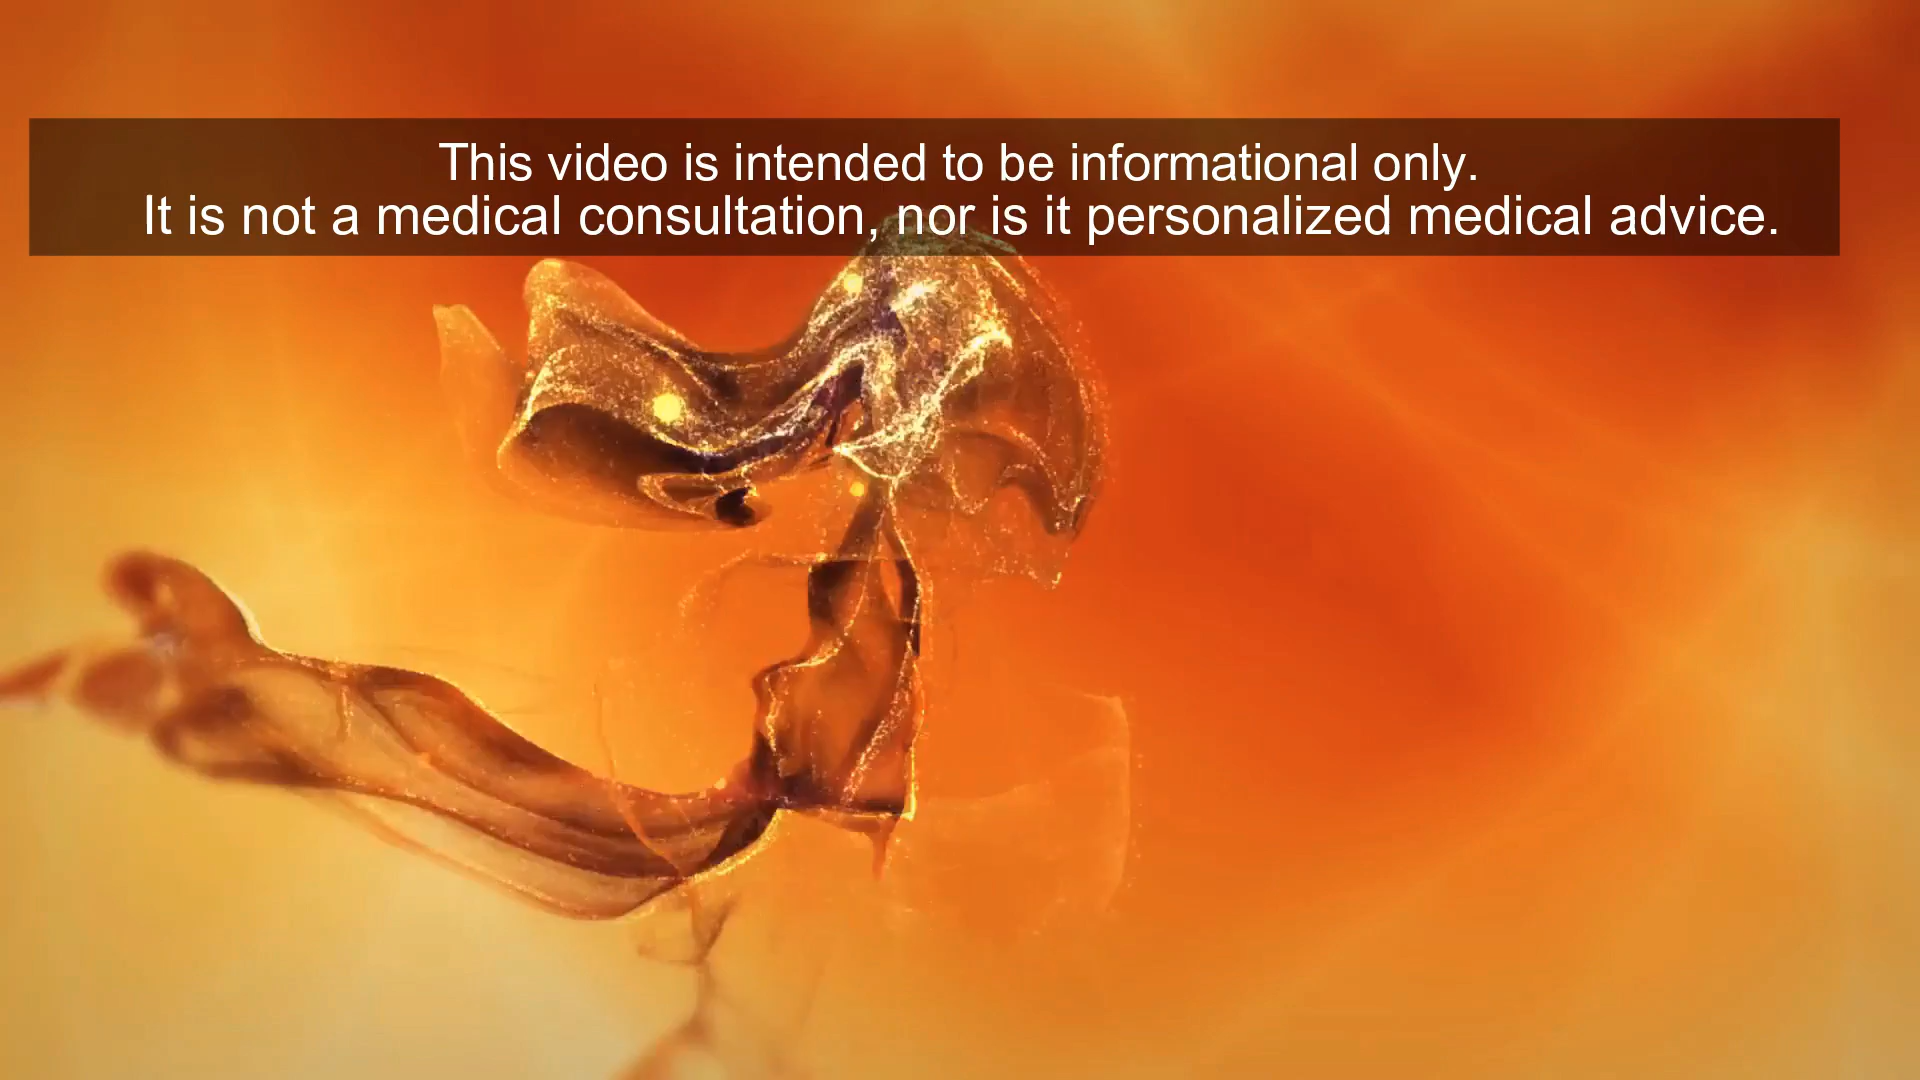 This video is intended to be informational only.
It is not a medical consultation, nor is it personalized medical advice.